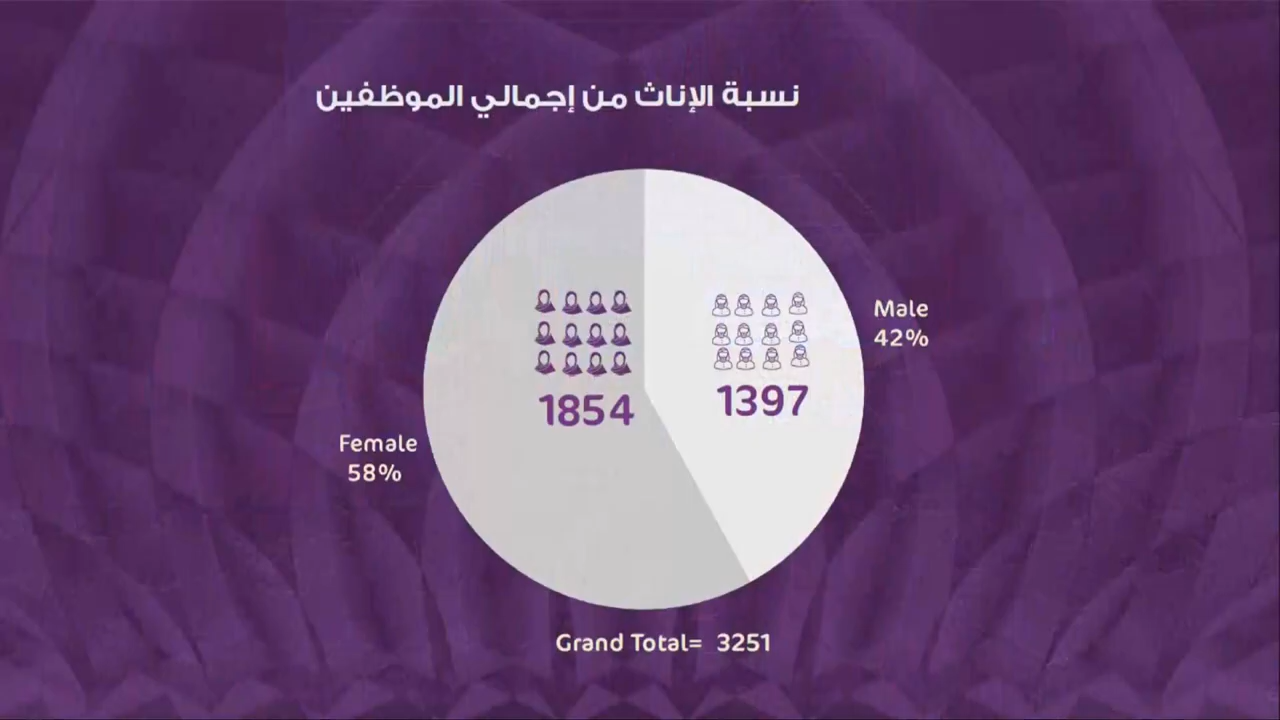 نسبة الإناث من إجمالي الموظفين
Male
42%
1397
1854
Female
58%
Grand Total= 3251